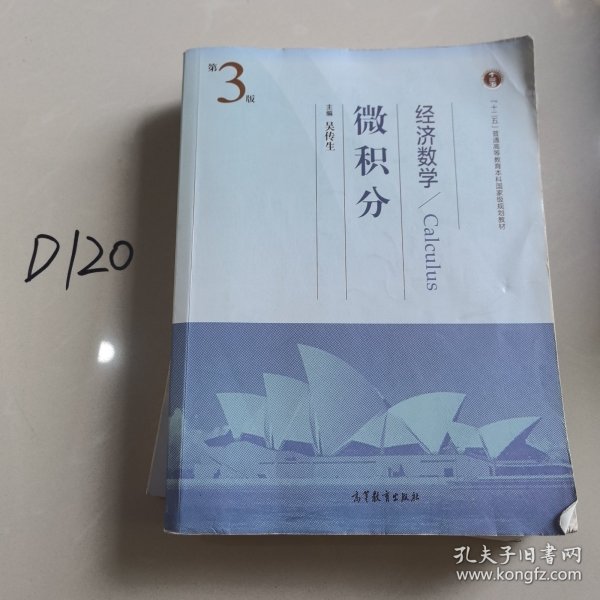 第3版
主编 吴传生
微积分
经济数学/Calculus
"十二五"普通高等教育本科国家级规划教材
高等教育出版社
D120
孔夫子旧书网
www.kongfz.com